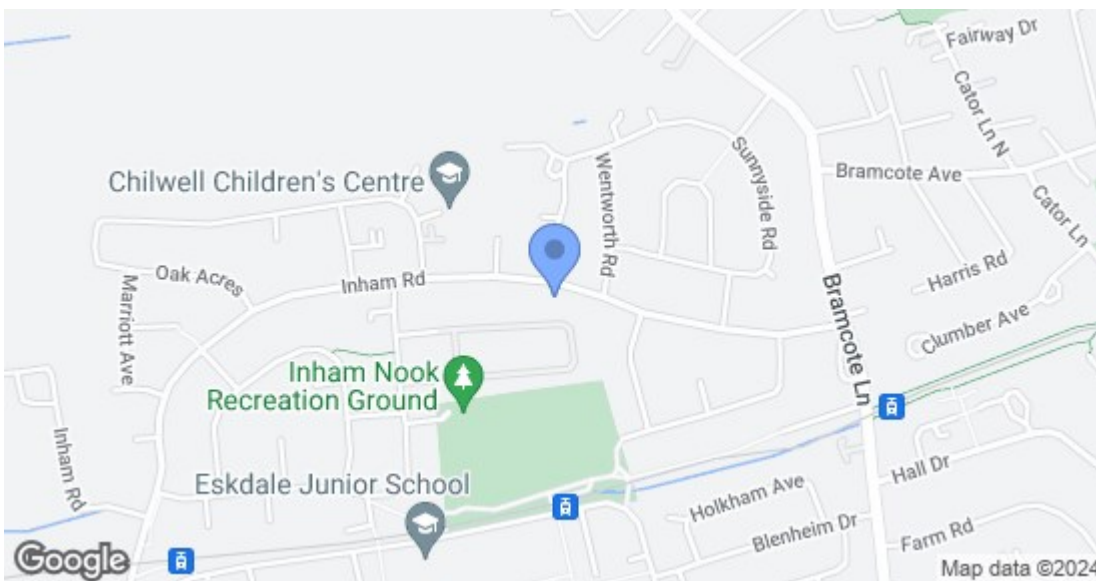 Fairway Dr
Cator Ln N
Chilwell Children's Centre
Wentworth Rd
Sunnyside Rd
Bramcote Ave
Cator Ln
Oak Acres
Inham Rd
Marriott Ave
Bramcote Ln
Harris Rd
Clumber Ave
Inham Nook
Recreation Ground
Inham Rd
Eskdale Junior School
Hall Dr
Holkham Ave
Blenheim Dr
Farm Rd
Google
Map data ©2024